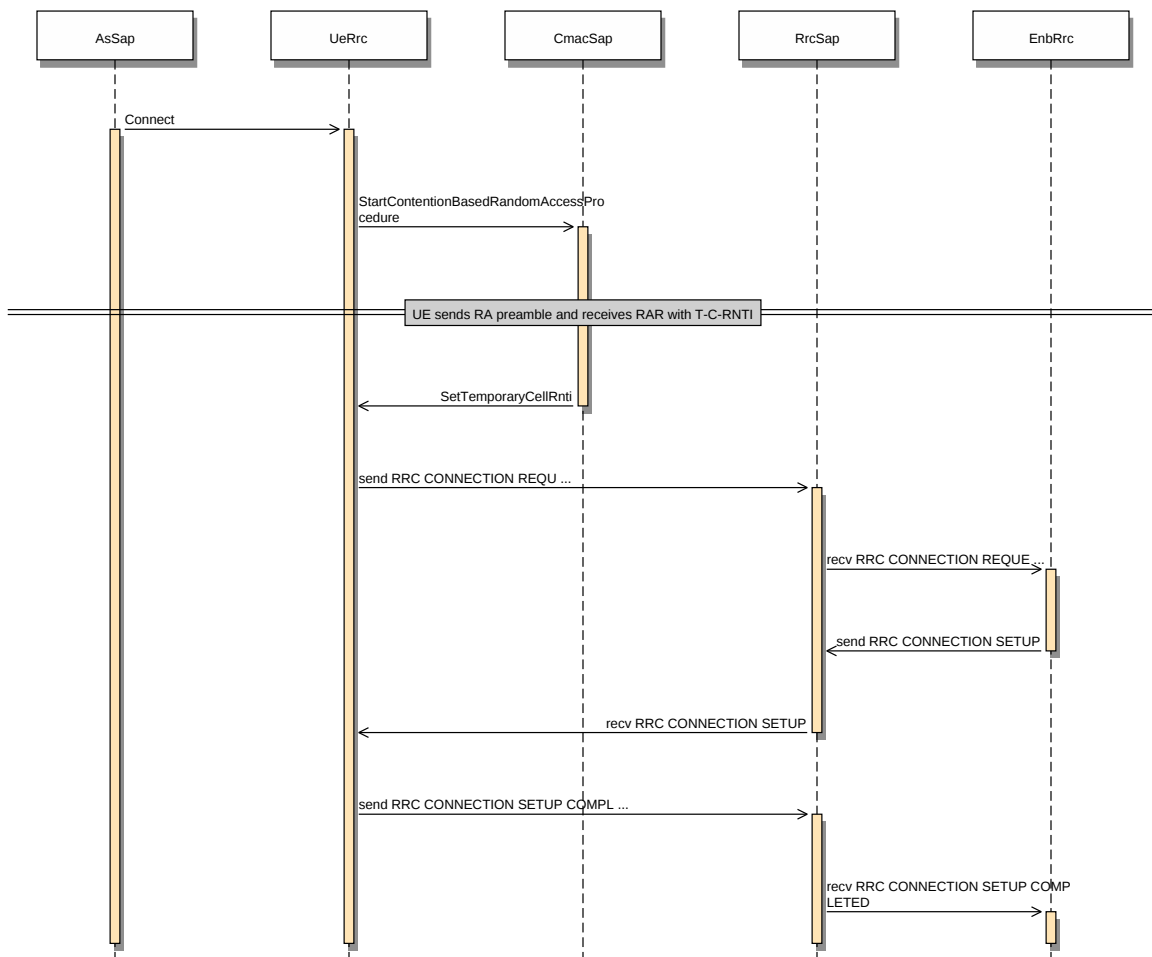 AsSap
UeRrc
CmacSap
RrcSap
EnbRrc
Connect
StartContentionBasedRandomAccessPro
cedure
UE sends RA preamble and receives RAR with T-C-RNTI
SetTemporaryCellRnti
send RRC CONNECTION REQU ...
recv RRC CONNECTION REQUE ...
send RRC CONNECTION SETUP
recv RRC CONNECTION SETUP
send RRC CONNECTION SETUP COMPL ...
recv RRC CONNECTION SETUP COMP
LETED